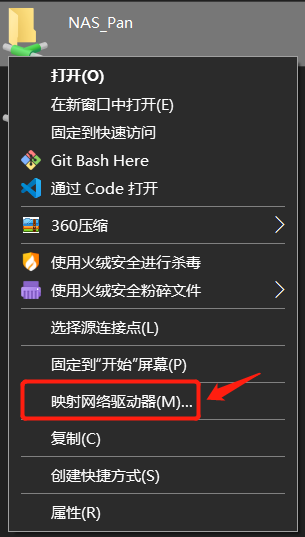 NAS_Pan
打开(O)
在新窗口中打开(E)
固定到快速访问
Git Bash Here
通过 Code 打开
360压缩
使用火绒安全进行杀毒
使用火绒安全粉碎文件
选择源连接点(L)
固定到“开始”屏幕(P)
映射网络驱动器(M)...
复制(C)
创建快捷方式(S)
属性(R)